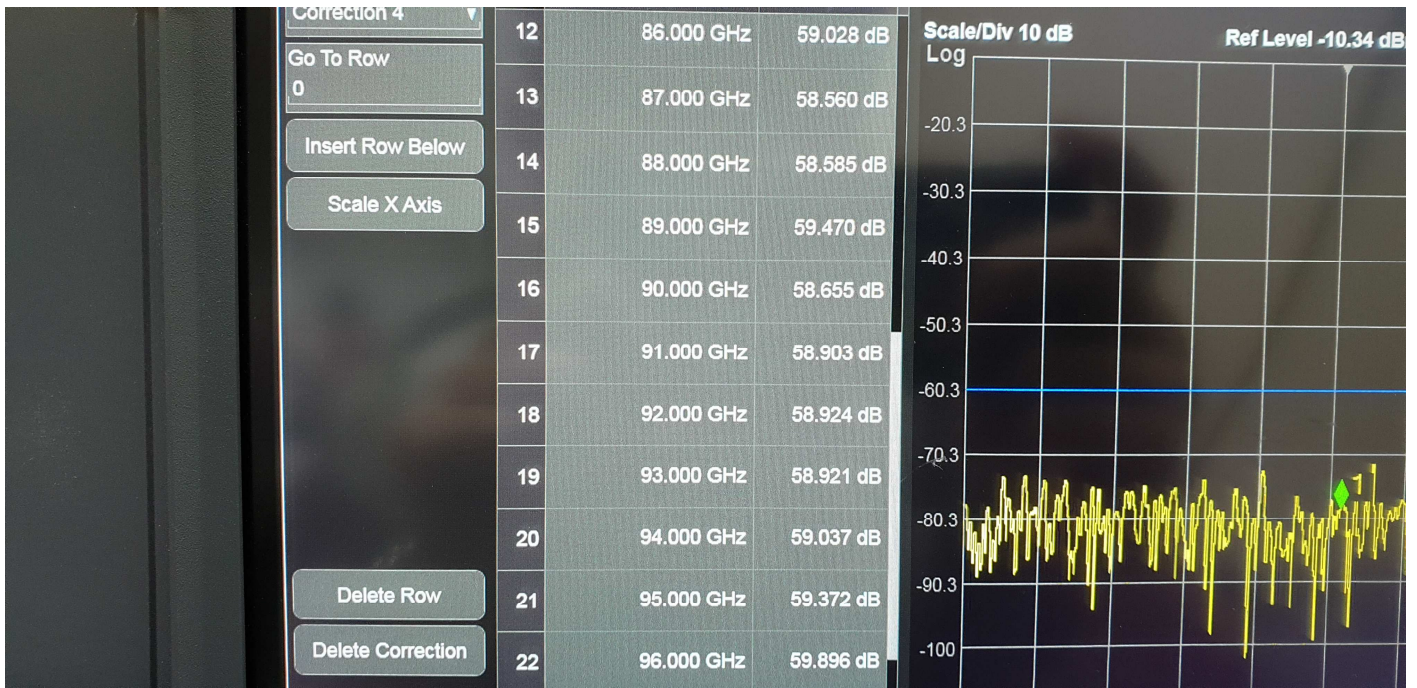 Correction 4
Go To Row
0
Insert Row Below
Scale X Axis
Delete Row
Delete Correction
12 86.000 GHz 59.028 dB
13 87.000 GHz 58.560 dB
14 88.000 GHz 58.585 dB
15 89.000 GHz 59.470 dB
16 90.000 GHz 58.655 dB
17 91.000 GHz 58.903 dB
18 92.000 GHz 58.924 dB
19 93.000 GHz 58.921 dB
20 94.000 GHz 59.037 dB
21 95.000 GHz 59.372 dB
22 96.000 GHz 59.896 dB
Scale/Div 10 dB Ref Level -10.34 dB
Log
-20.3
-30.3
-40.3
-50.3
-60.3
-70.3
1
-80.3
-90.3
-100